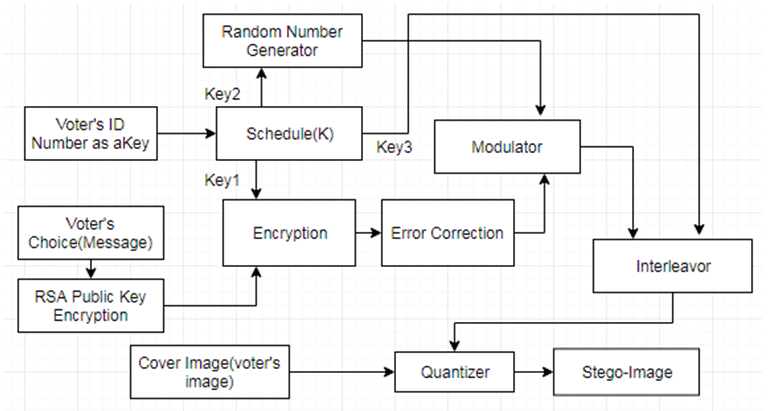 Random Number
Generator
Key2
Voter's ID
Number as aKey
Schedule(K)
Key3
Modulator
Key1
Voter's
Choice(Message)
Encryption
Error Correction
Interleavor
RSA Public Key
Encryption
Cover Image(voter's
image)
Quantizer
Stego-Image